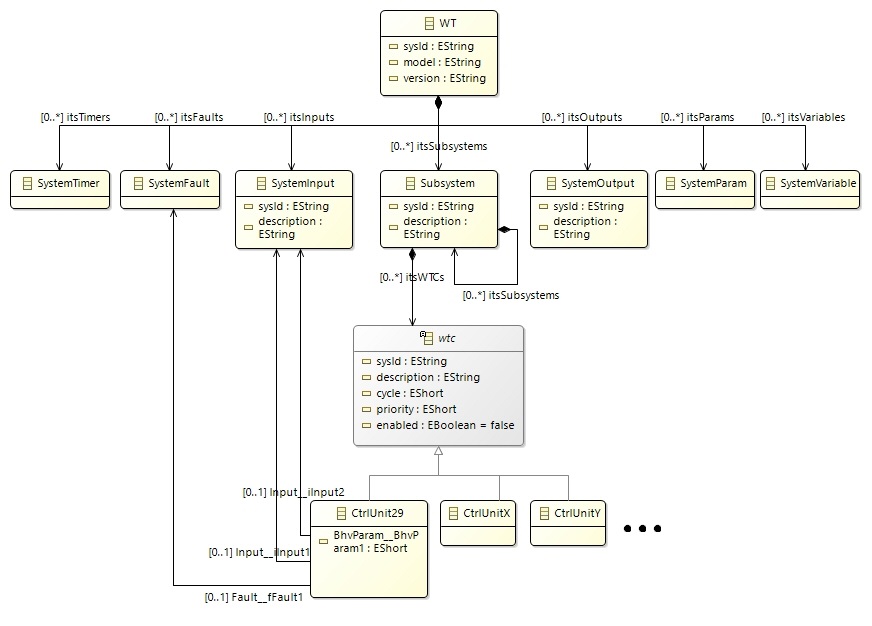 WT
sysId : EString
model : EString
version : EString
[0..*] itsTimers
[0..*] itsFaults
[0..*] itsInputs
[0..*] itsOutputs
[0..*] itsParams
[0..*] itsVariables
[0..*] itsSubsystems
SystemTimer
SystemFault
SystemInput
sysId : EString
description :
EString
Subsystem
sysId : EString
description :
EString
SystemOutput
sysId : EString
description :
EString
SystemParam
SystemVariable
[0..*] itsWTCs
[0..*] itsSubsystems
wtc
sysId : EString
description : EString
cycle : EShort
priority : EShort
enabled : EBoolean = false
[0..1] Input__iInput2
CtrlUnit29
BhvParam__BhvP
aram1 : EShort
CtrlUnitX
CtrlUnitY
[0..1] Input__iInput1
[0..1] Fault__fFault1